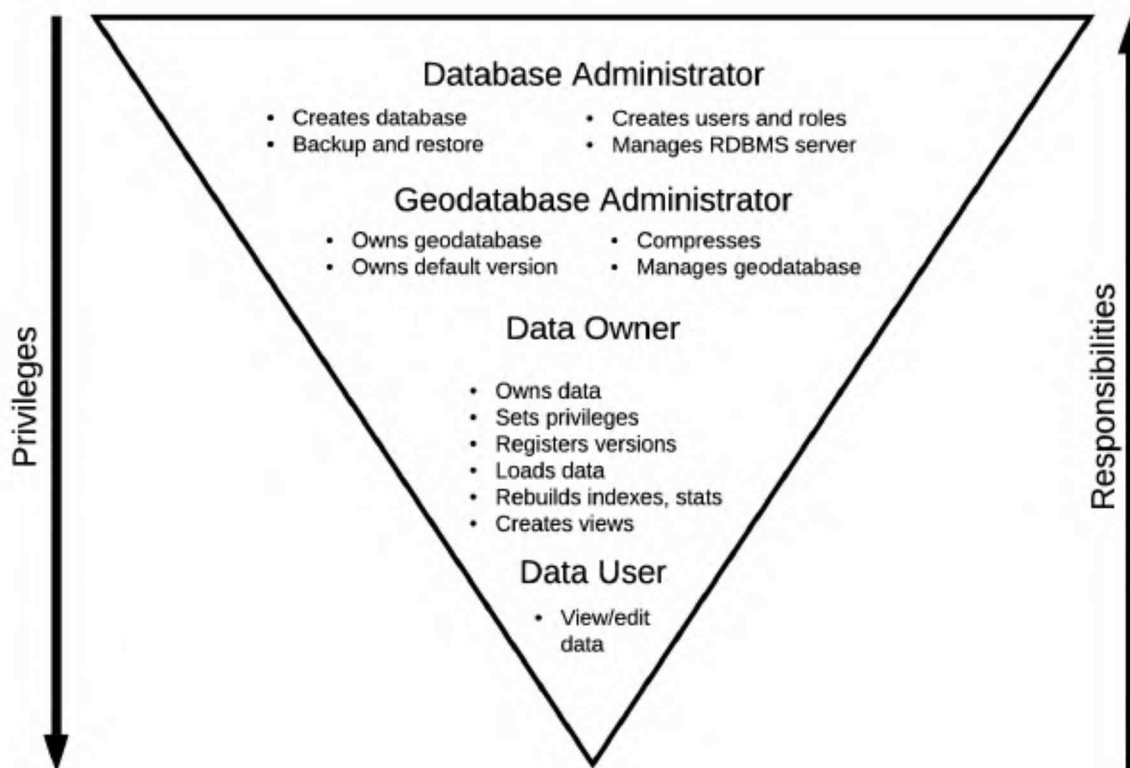 Database Administrator
• Creates database
• Backup and restore
• Creates users and roles
• Manages RDBMS server
Geodatabase Administrator
• Owns geodatabase
• Owns default version
• Compresses
• Manages geodatabase
Data Owner
• Owns data
• Sets privileges
• Registers versions
• Loads data
• Rebuilds indexes, stats
• Creates views
Data User
• View/edit
data
Privileges
Responsibilities